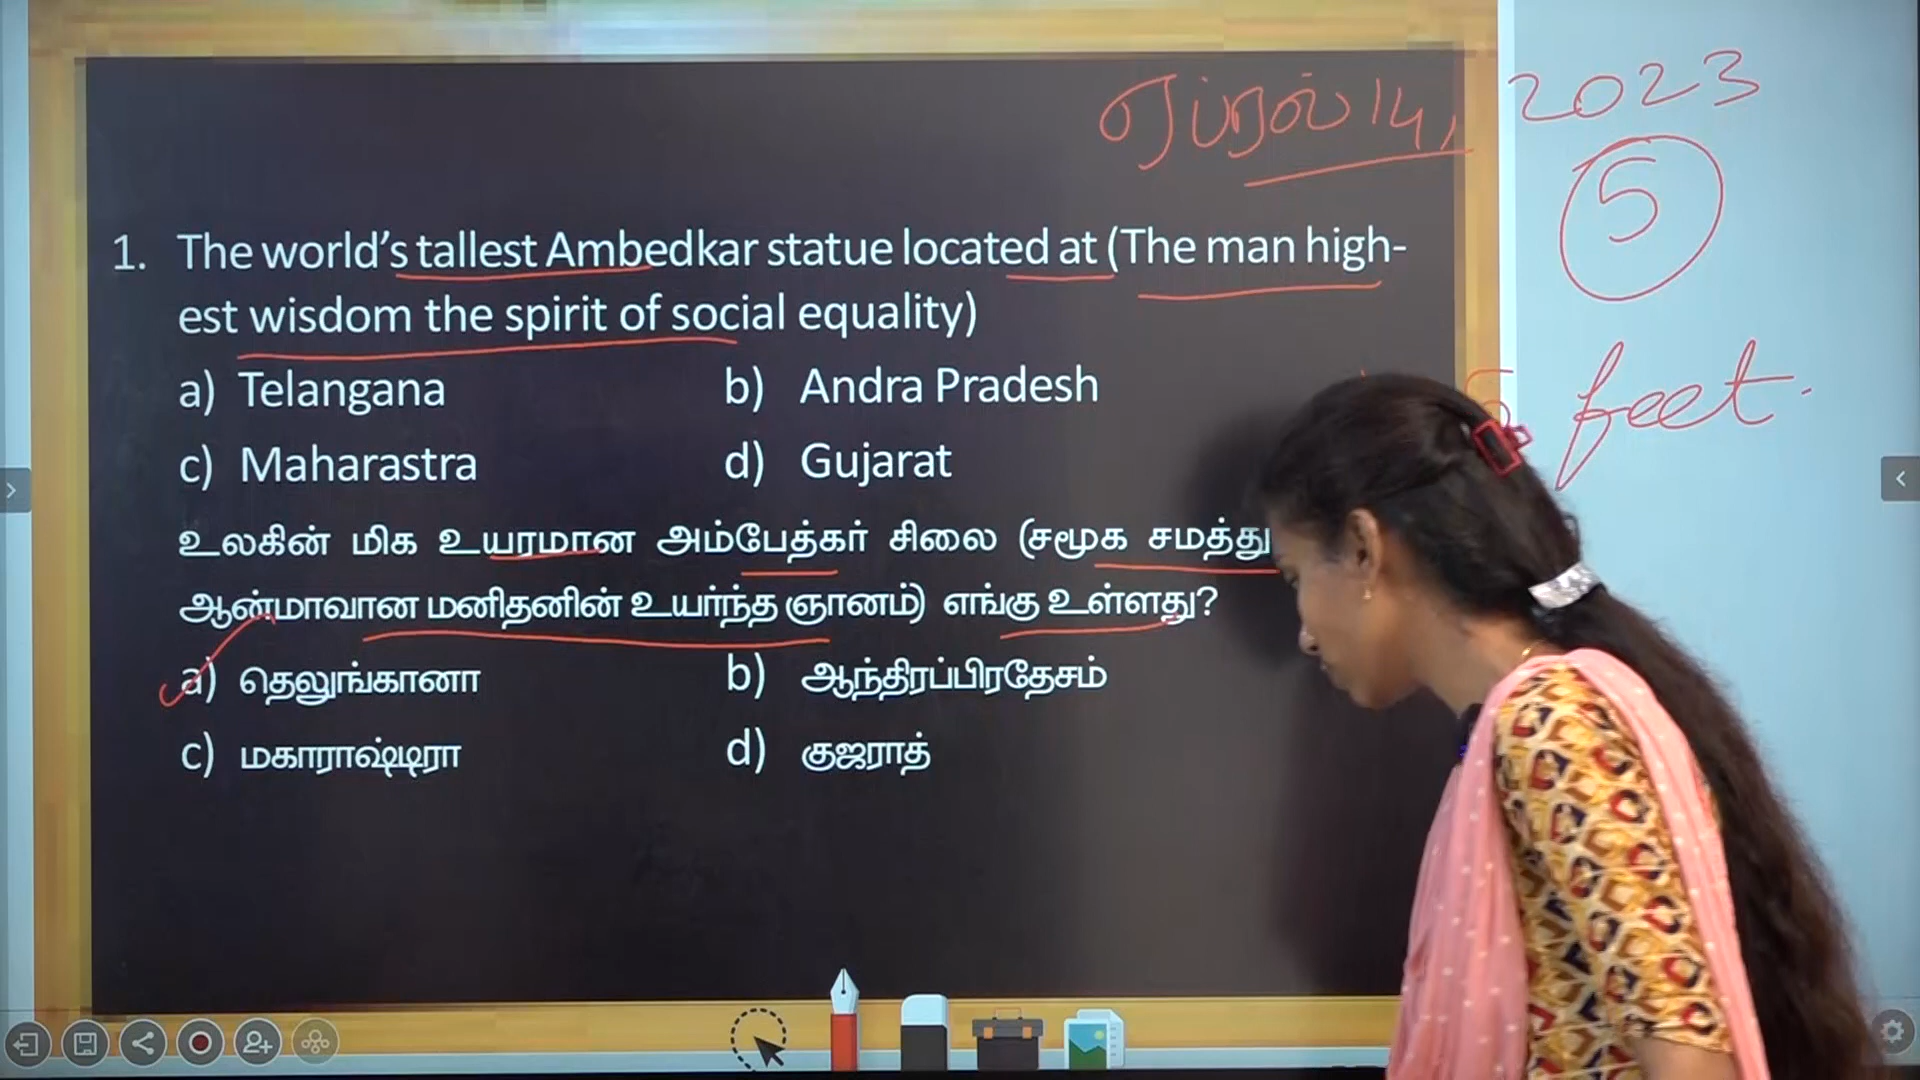 ஏப்ரல் 14, 2023
5
5 feet.
1. The world's tallest Ambedkar statue located at (The man high-
est wisdom the spirit of social equality)
a) Telangana b) Andra Pradesh
c) Maharastra d) Gujarat
உலகின் மிக உயரமான அம்பேத்கர் சிலை (சமூக சமத்து
ஆன்மாவான மனிதனின் உயர்ந்த ஞானம்) எங்கு உள்ளது?
a) தெலுங்கானா b) ஆந்திரப்பிரதேசம்
c) மகாராஷ்டிரா d) குஜராத்